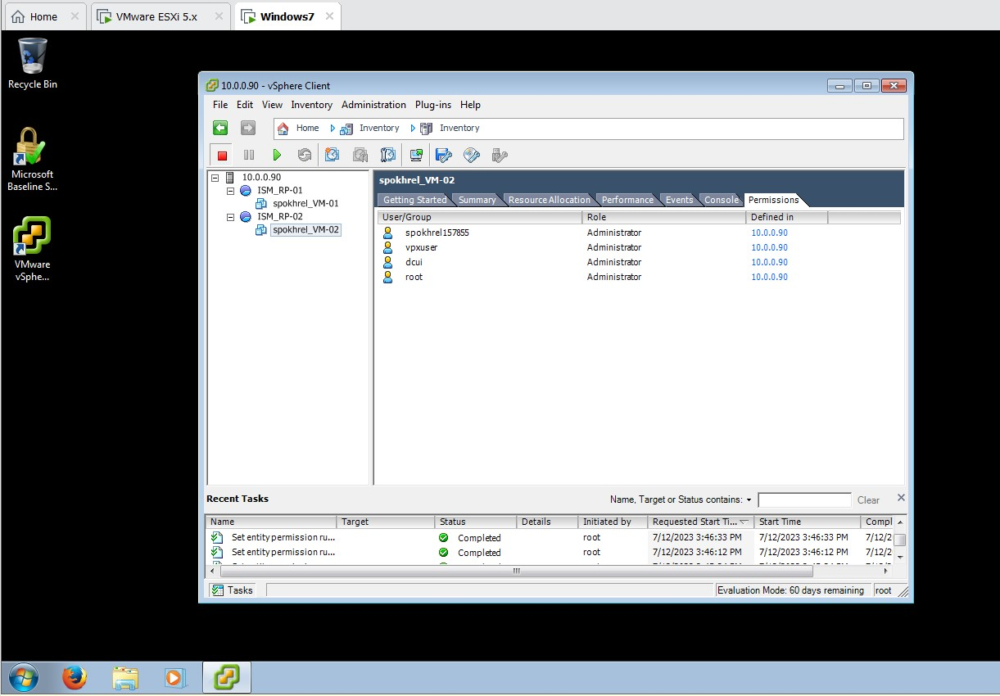 Home
VMware ESXi 5.x
Windows7
Recycle Bin
Microsoft
Baseline S...
VMware
vSphe...
10.0.0.90 - vSphere Client
File Edit View Inventory Administration Plug-ins Help
Home Inventory Inventory
10.0.0.90
ISM_RP-01
spokhrel_VM-01
ISM_RP-02
spokhrel_VM-02
spokhrel_VM-02
Getting Started Summary Resource Allocation Performance Events Console Permissions
User/Group Role Defined in
spokhrel157855 Administrator 10.0.0.90
vpxuser Administrator 10.0.0.90
dcui Administrator 10.0.0.90
root Administrator 10.0.0.90
Recent Tasks
Name, Target or Status contains:
Clear
Name Target Status Details Initiated by Requested Start Ti... Start Time Compl
Set entity permission ru... Completed root 7/12/2023 3:46:33 PM 7/12/2023 3:46:33 PM 7/12/2
Set entity permission ru... Completed root 7/12/2023 3:46:12 PM 7/12/2023 3:46:12 PM 7/12/2
Tasks
Evaluation Mode: 60 days remaining
root